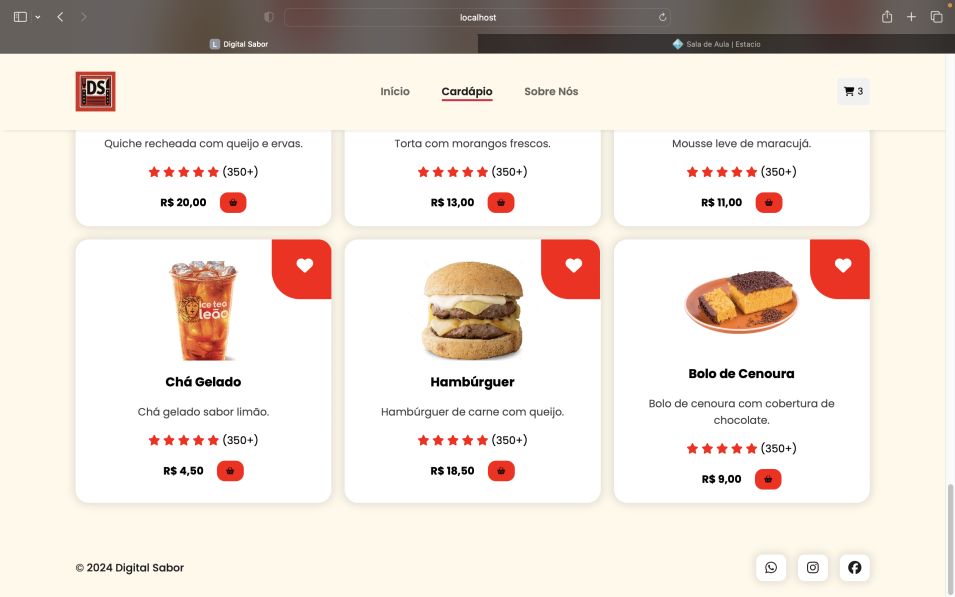 localhost
L Digital Sabor
Sala de Aula | Estacio
DS
Início
Cardápio
Sobre Nós
3
Quiche recheada com queijo e ervas.
(350+)
R$ 20,00
Torta com morangos frescos.
(350+)
R$ 13,00
Mousse leve de maracujá.
(350+)
R$ 11,00
ice tea
leão
Chá Gelado
Chá gelado sabor limão.
(350+)
R$ 4,50
Hambúrguer
Hambúrguer de carne com queijo.
(350+)
R$ 18,50
Bolo de Cenoura
Bolo de cenoura com cobertura de
chocolate.
(350+)
R$ 9,00
© 2024 Digital Sabor